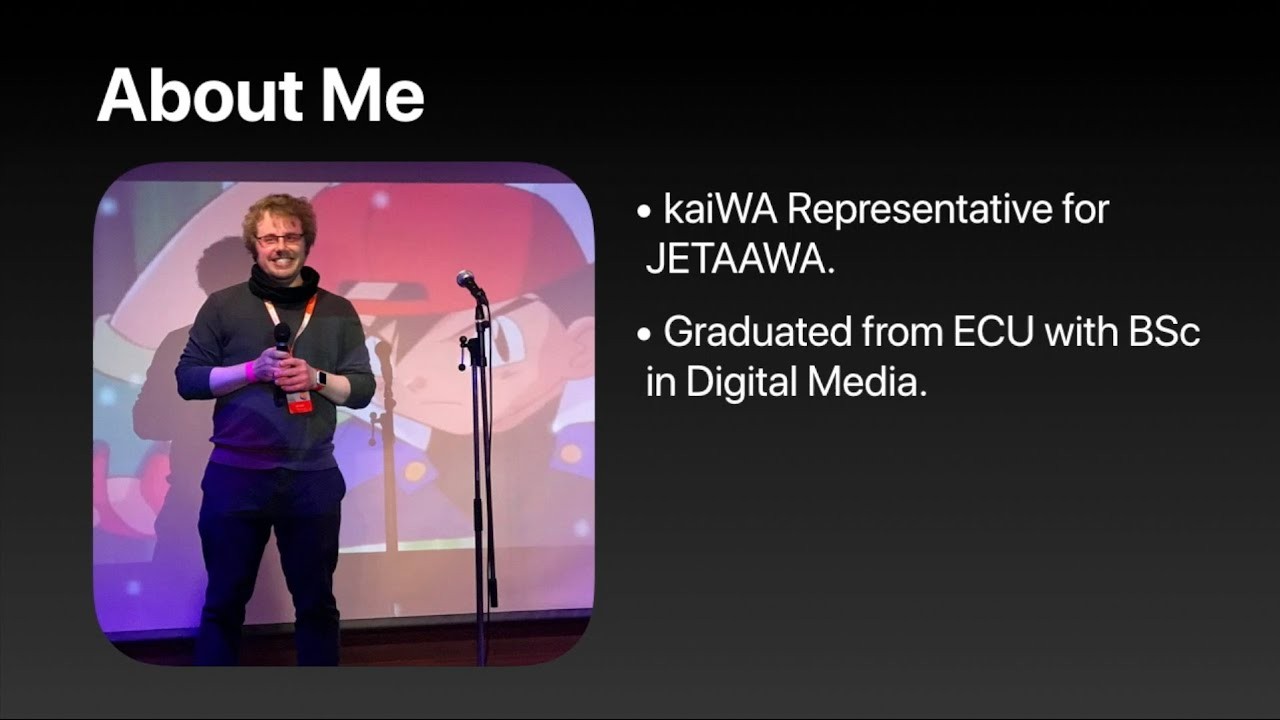 About Me
• kaiWA Representative for
JETAAWA.
• Graduated from ECU with BSc
in Digital Media.